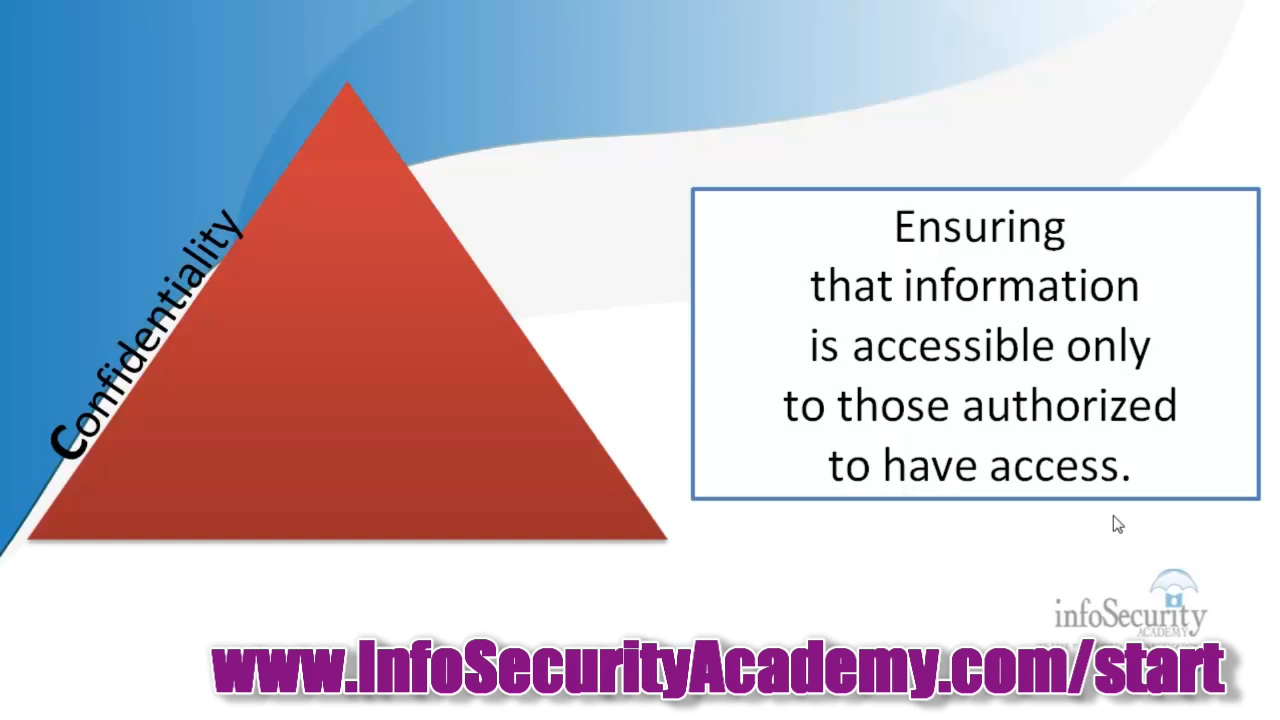 Confidentiality
Ensuring
that information
is accessible only
to those authorized
to have access.
infoSecurity
ACADEMY
www.InfoSecurityAcademy.com/start